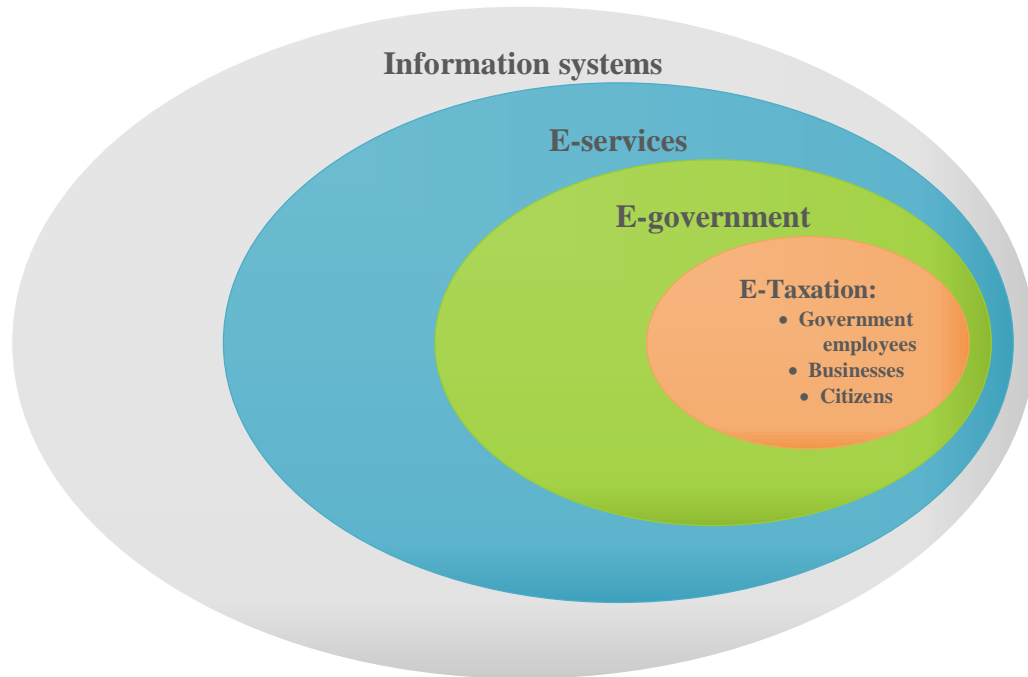 Information systems
E-services
E-government
E-Taxation:
• Government
employees
• Businesses
• Citizens